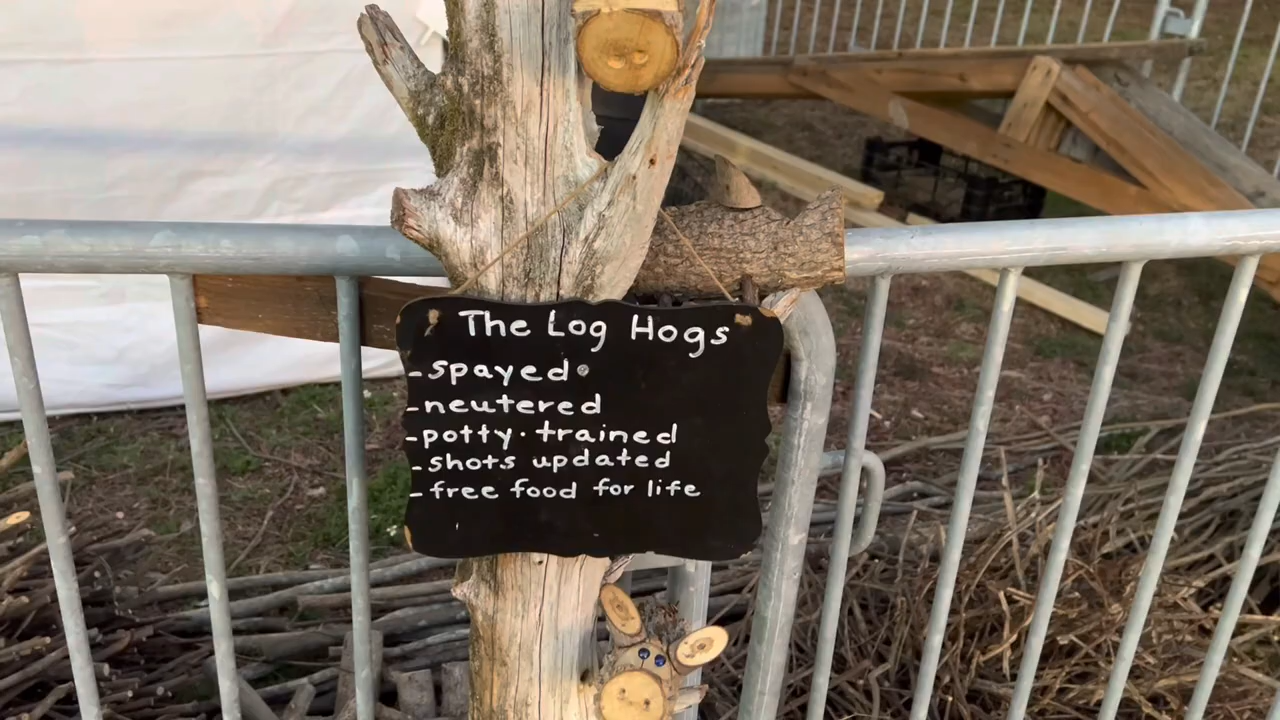 The Log Hogs
- spayed
- neutered
- potty · trained
- shots updated
- free food for life